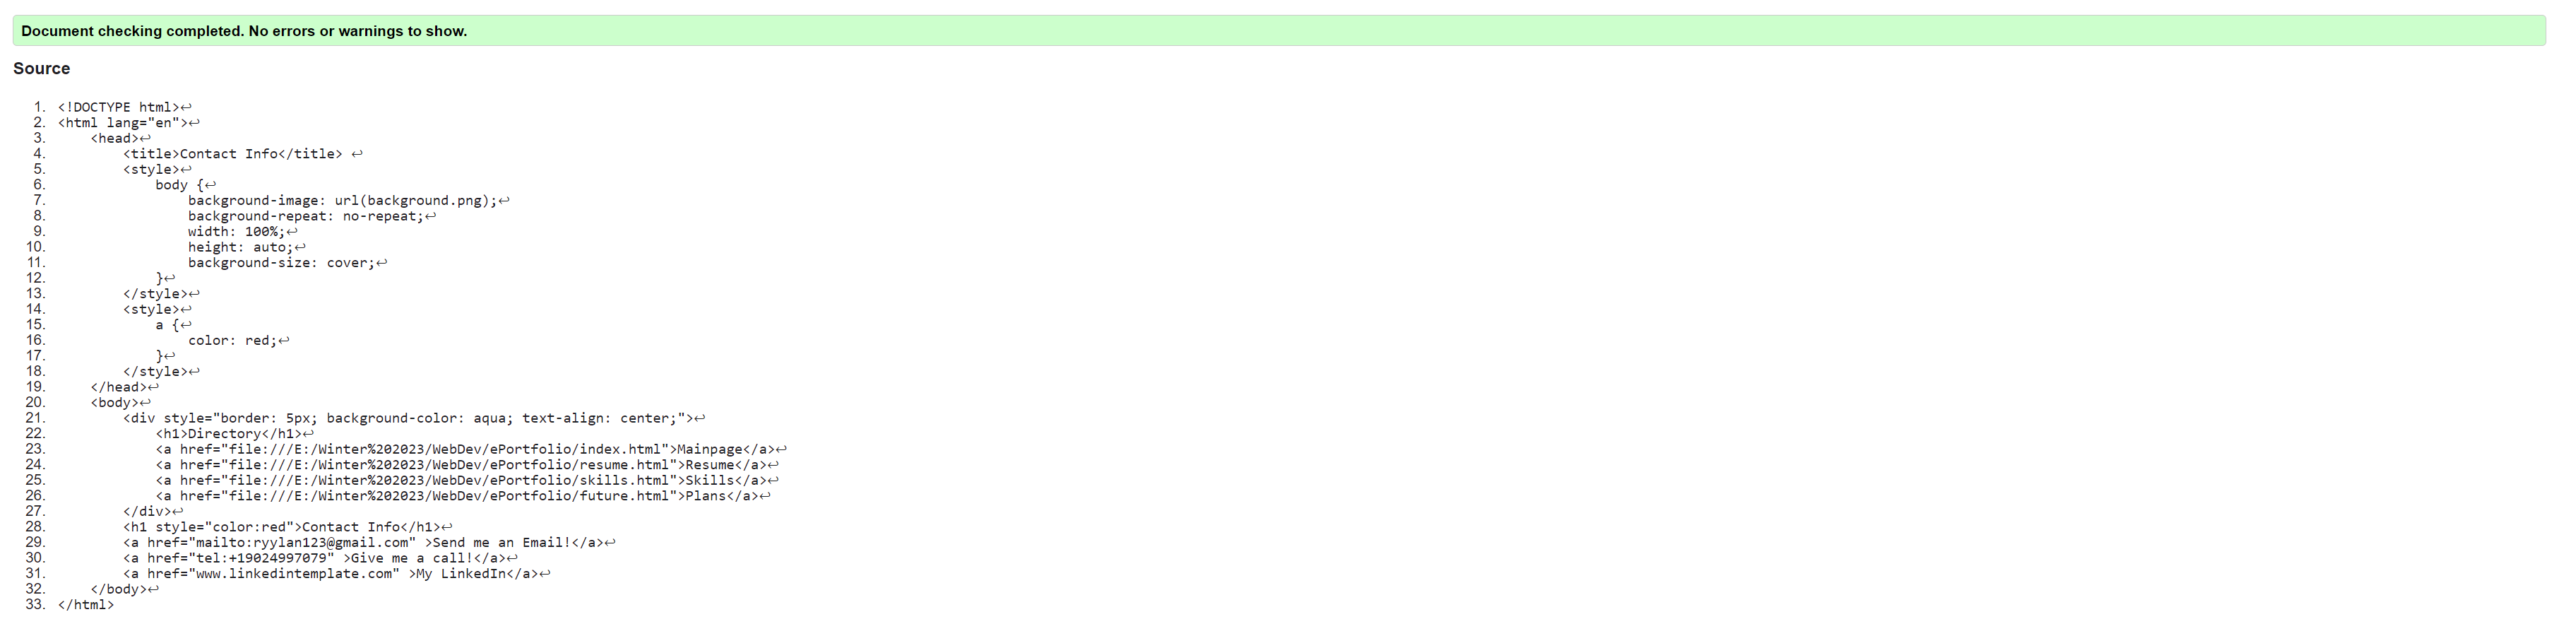 Document checking completed. No errors or warnings to show.
Source
1. <!DOCTYPE html>↩
2. <html lang="en">↩
3.     <head>↩
4.         <title>Contact Info</title> ↩
5.         <style>↩
6.             body {↩
7.                 background-image: url(background.png);↩
8.                 background-repeat: no-repeat;↩
9.                 width: 100%;↩
10.                 height: auto;↩
11.                 background-size: cover;↩
12.             }↩
13.         </style>↩
14.         <style>↩
15.             a {↩
16.                 color: red;↩
17.             }↩
18.         </style>↩
19.     </head>↩
20.     <body>↩
21.         <div style="border: 5px; background-color: aqua; text-align: center;">↩
22.             <h1>Directory</h1>↩
23.             <a href="file:///E:/Winter%202023/WebDev/ePortfolio/index.html">Mainpage</a>↩
24.             <a href="file:///E:/Winter%202023/WebDev/ePortfolio/resume.html">Resume</a>↩
25.             <a href="file:///E:/Winter%202023/WebDev/ePortfolio/skills.html">Skills</a>↩
26.             <a href="file:///E:/Winter%202023/WebDev/ePortfolio/future.html">Plans</a>↩
27.         </div>↩
28.         <h1 style="color:red">Contact Info</h1>↩
29.         <a href="mailto:ryylan123@gmail.com" >Send me an Email!</a>↩
30.         <a href="tel:+19024997079" >Give me a call!</a>↩
31.         <a href="www.linkedintemplate.com" >My LinkedIn</a>↩
32.     </body>↩
33. </html>